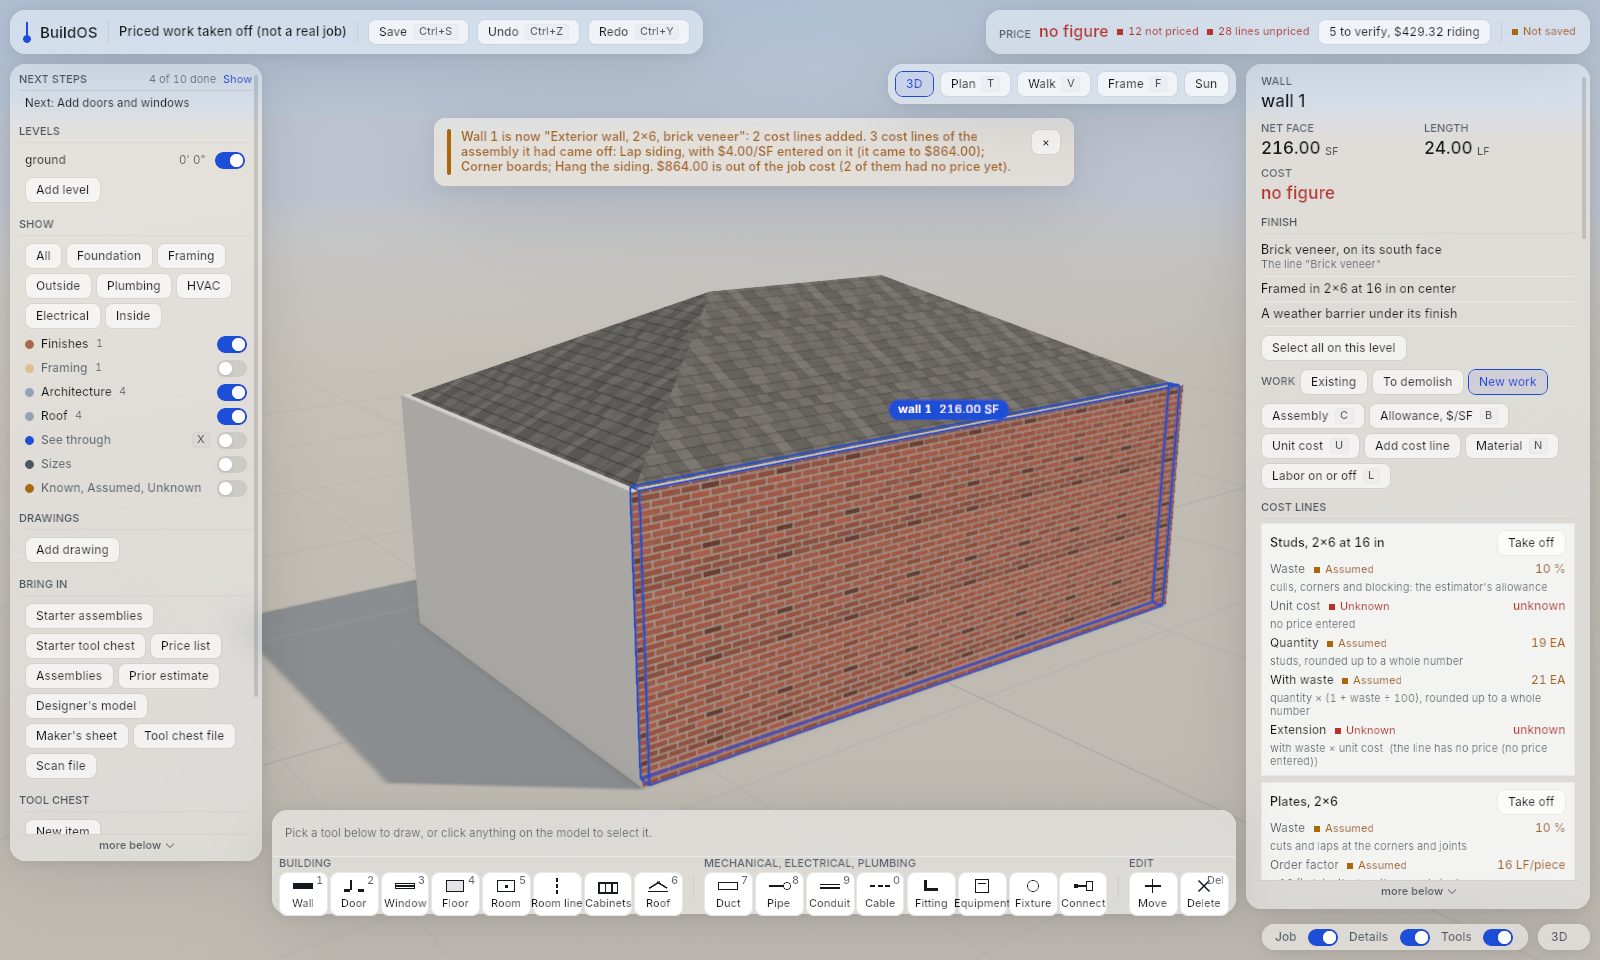 BuildOS
Priced work taken off (not a real job)
Save Ctrl+S
Undo Ctrl+Z
Redo Ctrl+Y
PRICE no figure
12 not priced
28 lines unpriced
5 to verify, $429.32 riding
Not saved
NEXT STEPS
4 of 10 done Show
Next: Add doors and windows
LEVELS
ground 0' 0"
Add level
SHOW
All Foundation Framing
Outside Plumbing HVAC
Electrical Inside
Finishes 1
Framing 1
Architecture 4
Roof 4
See through X
Sizes
Known, Assumed, Unknown
DRAWINGS
Add drawing
BRING IN
Starter assemblies
Starter tool chest Price list
Assemblies Prior estimate
Designer's model
Maker's sheet Tool chest file
Scan file
TOOL CHEST
New item
more below
3D Plan T Walk V Frame F Sun
Wall 1 is now "Exterior wall, 2×6, brick veneer": 2 cost lines added. 3 cost lines of the
assembly it had came off: Lap siding, with $4.00/SF entered on it (it came to $864.00);
Corner boards; Hang the siding. $864.00 is out of the job cost (2 of them had no price yet).
×
wall 1 216.00 SF
Pick a tool below to draw, or click anything on the model to select it.
BUILDING
Wall 1
Door 2
Window 3
Floor 4
Room 5
Room line
Cabinets
Roof 6
MECHANICAL, ELECTRICAL, PLUMBING
Duct 7
Pipe 8
Conduit 9
Cable 0
Fitting
Equipment
Fixture
Connect
EDIT
Move
Delete Del
WALL
wall 1
NET FACE LENGTH
216.00 SF 24.00 LF
COST
no figure
FINISH
Brick veneer, on its south face
The line "Brick veneer"
Framed in 2×6 at 16 in on center
A weather barrier under its finish
Select all on this level
WORK Existing To demolish New work
Assembly C Allowance, $/SF B
Unit cost U Add cost line Material N
Labor on or off L
COST LINES
Studs, 2×6 at 16 in Take off
Waste Assumed 10 %
culls, corners and blocking: the estimator's allowance
Unit cost Unknown unknown
no price entered
Quantity Assumed 19 EA
studs, rounded up to a whole number
With waste Assumed 21 EA
quantity × (1 + waste ÷ 100), rounded up to a whole
number
Extension Unknown unknown
with waste × unit cost (the line has no price (no price
entered))
Plates, 2×6 Take off
Waste Assumed 10 %
cuts and laps at the corners and joints
Order factor Assumed 16 LF/piece
more below
Job Details Tools 3D